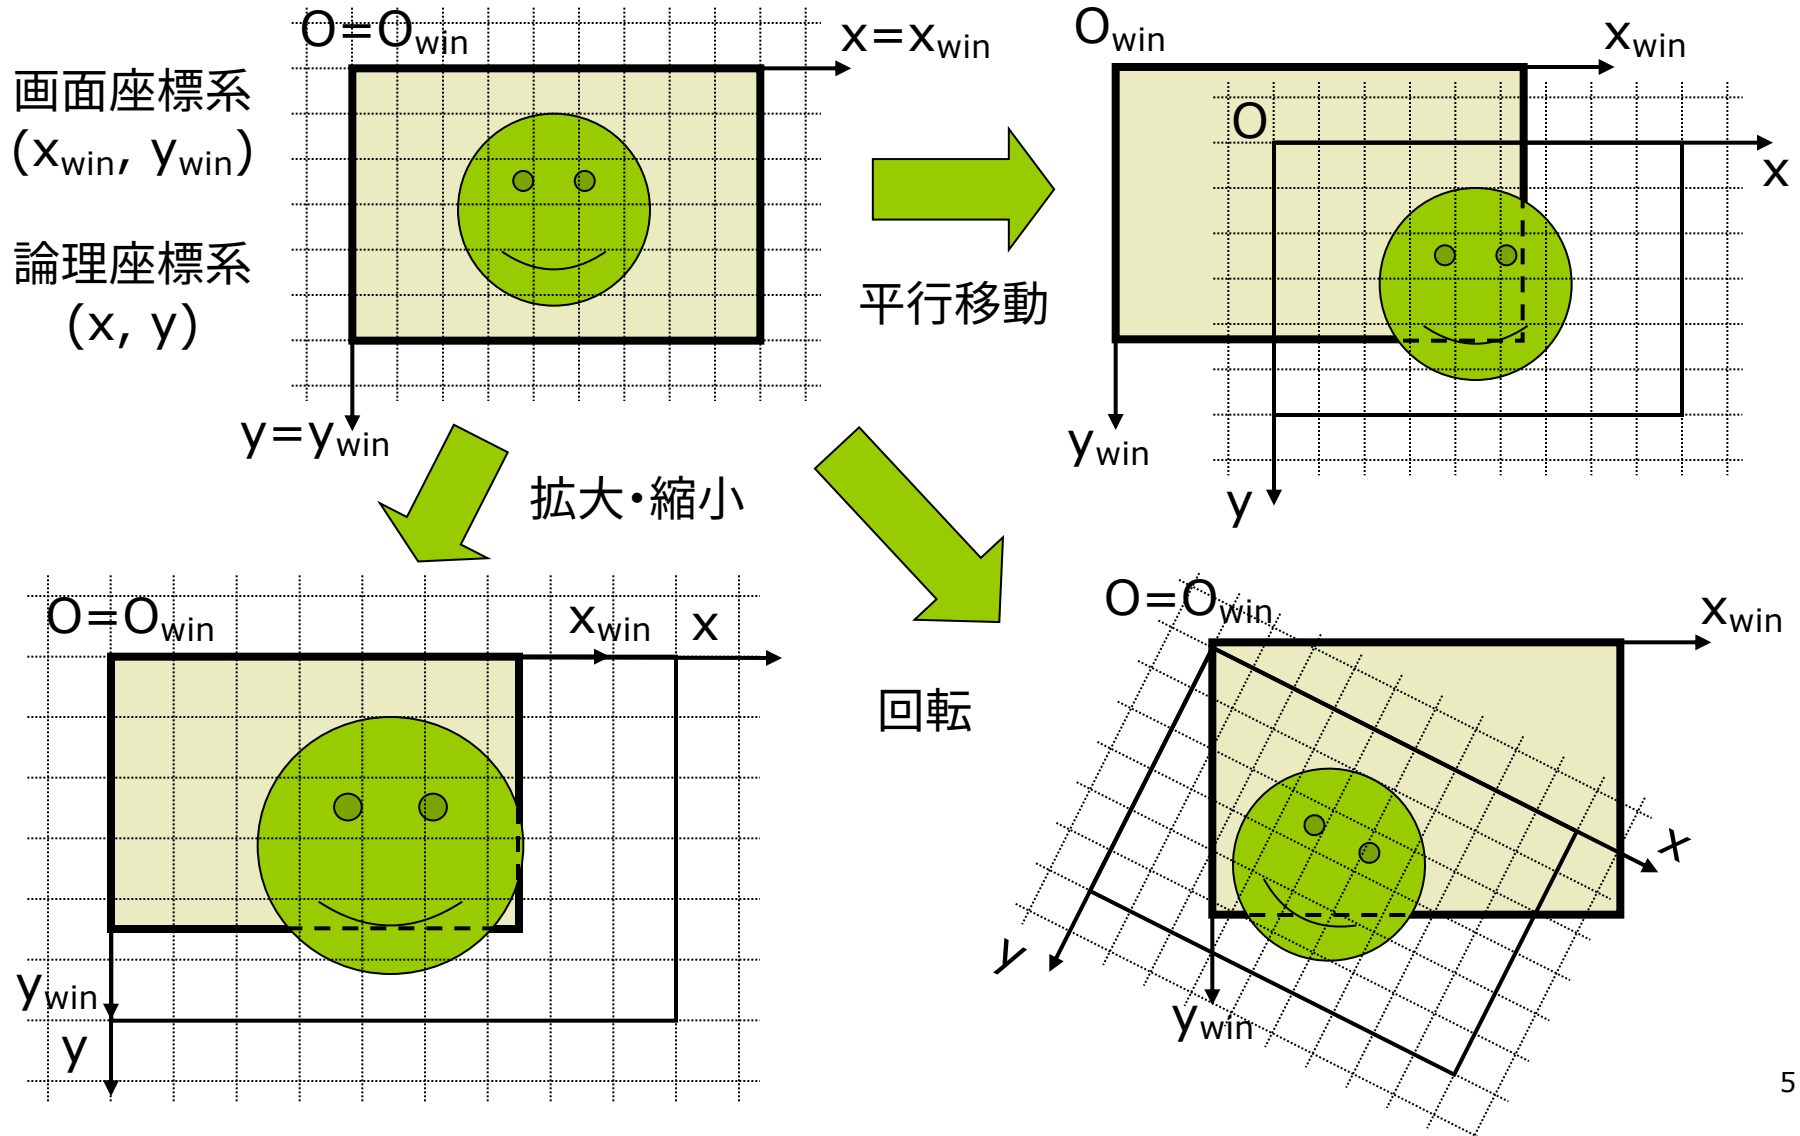 O=Owin
x=xwin
画面座標系
(xwin, ywin)
論理座標系
(x, y)
y=ywin
平行移動
Owin
xwin
O
x
ywin
y
拡大・縮小
O=Owin
xwin
x
ywin
y
回転
O=Owin
xwin
x
y
ywin
5